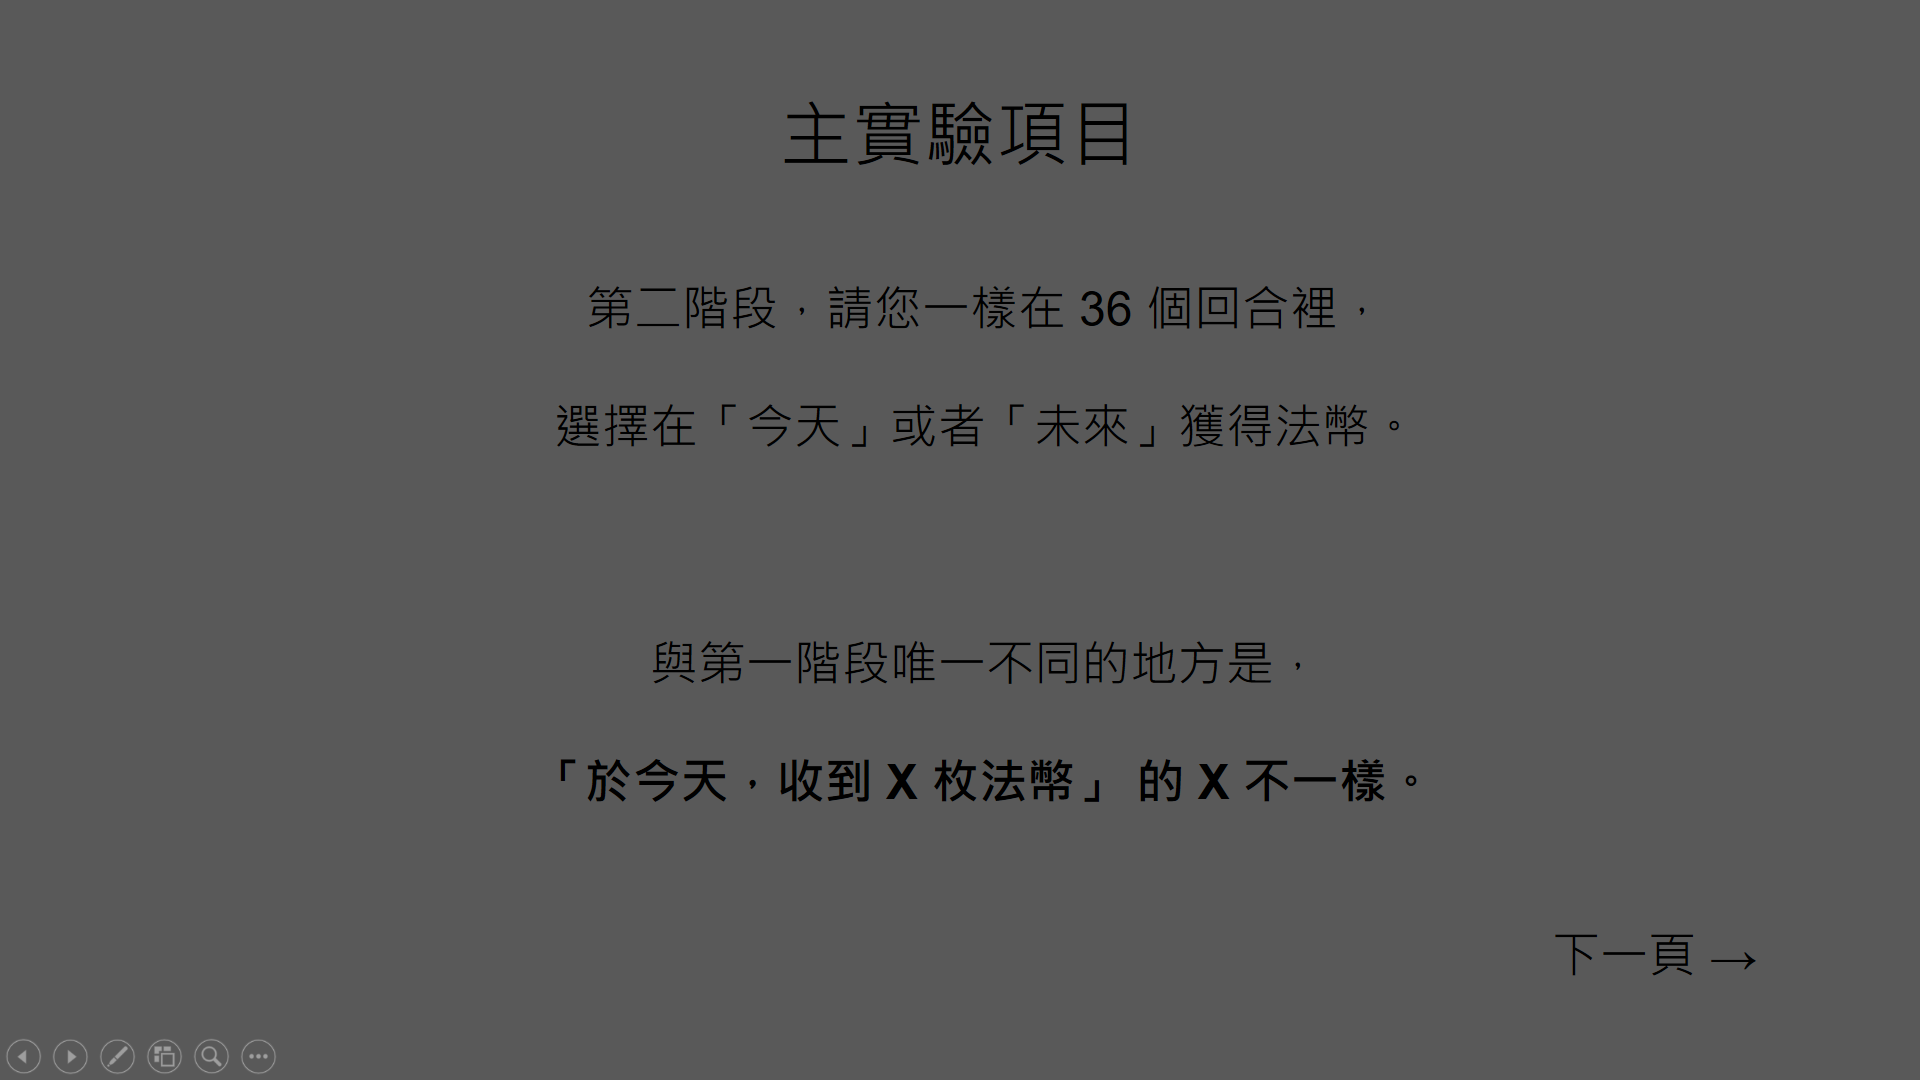 主實驗項目
第二階段，請您一樣在 36 個回合裡，
選擇在「今天」或者「未來」獲得法幣。
與第一階段唯一不同的地方是，
「於今天，收到 X 枚法幣」 的 X 不一樣。
下一頁 →